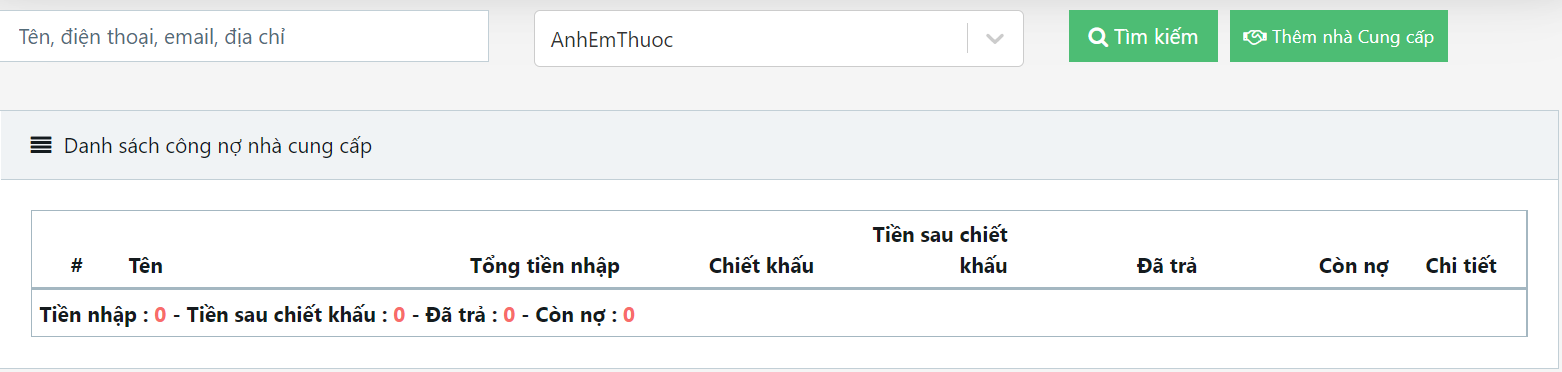 Tên, điện thoại, email, địa chỉ
AnhEmThuoc
Tìm kiếm
Thêm nhà Cung cấp
Danh sách công nợ nhà cung cấp
# Tên Tổng tiền nhập Chiết khấu Tiền sau chiết khấu Đã trả Còn nợ Chi tiết
Tiền nhập : 0 - Tiền sau chiết khấu : 0 - Đã trả : 0 - Còn nợ : 0